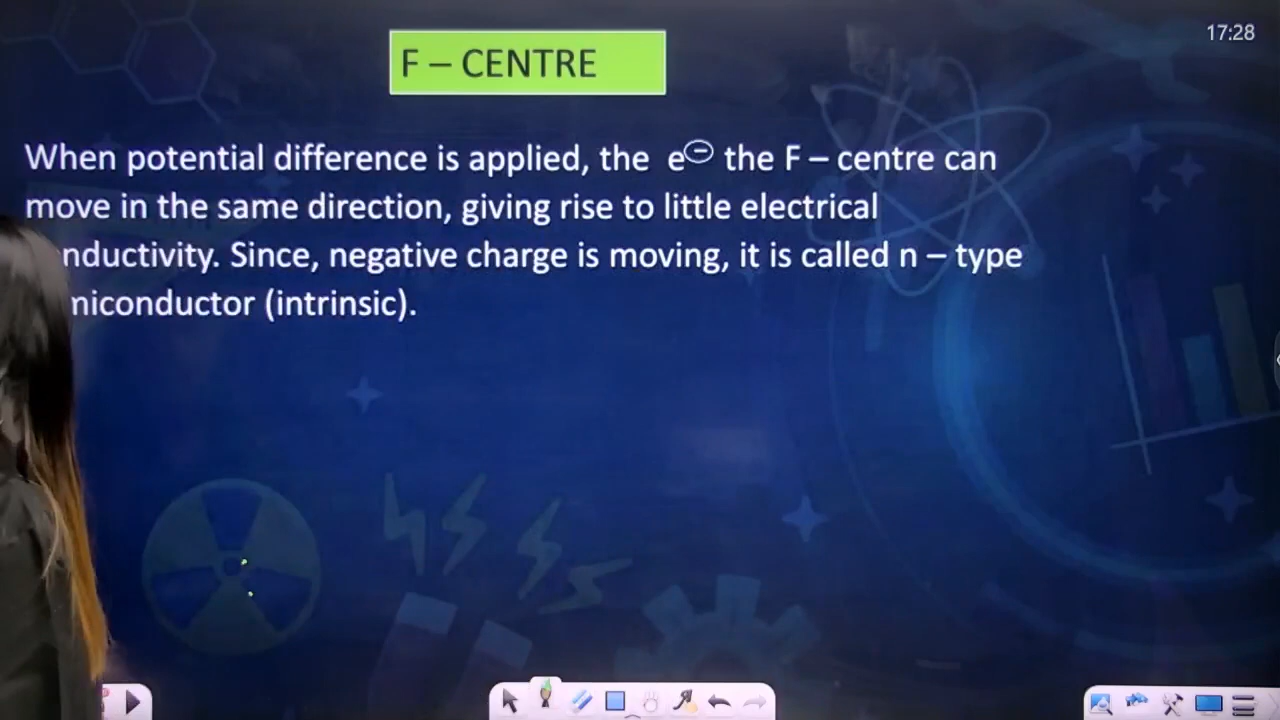 17:28
F – CENTRE
When potential difference is applied, the e⊖ the F – centre can
move in the same direction, giving rise to little electrical
nductivity. Since, negative charge is moving, it is called n – type
miconductor (intrinsic).